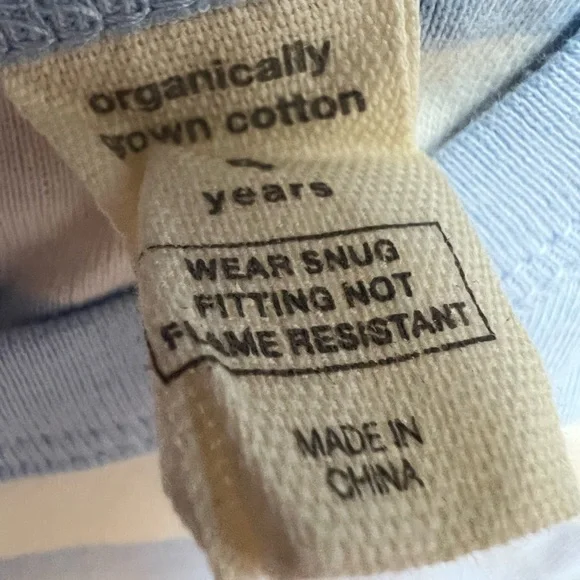 organically
grown cotton
years
WEAR SNUG
FITTING NOT
FLAME RESISTANT
MADE IN
CHINA